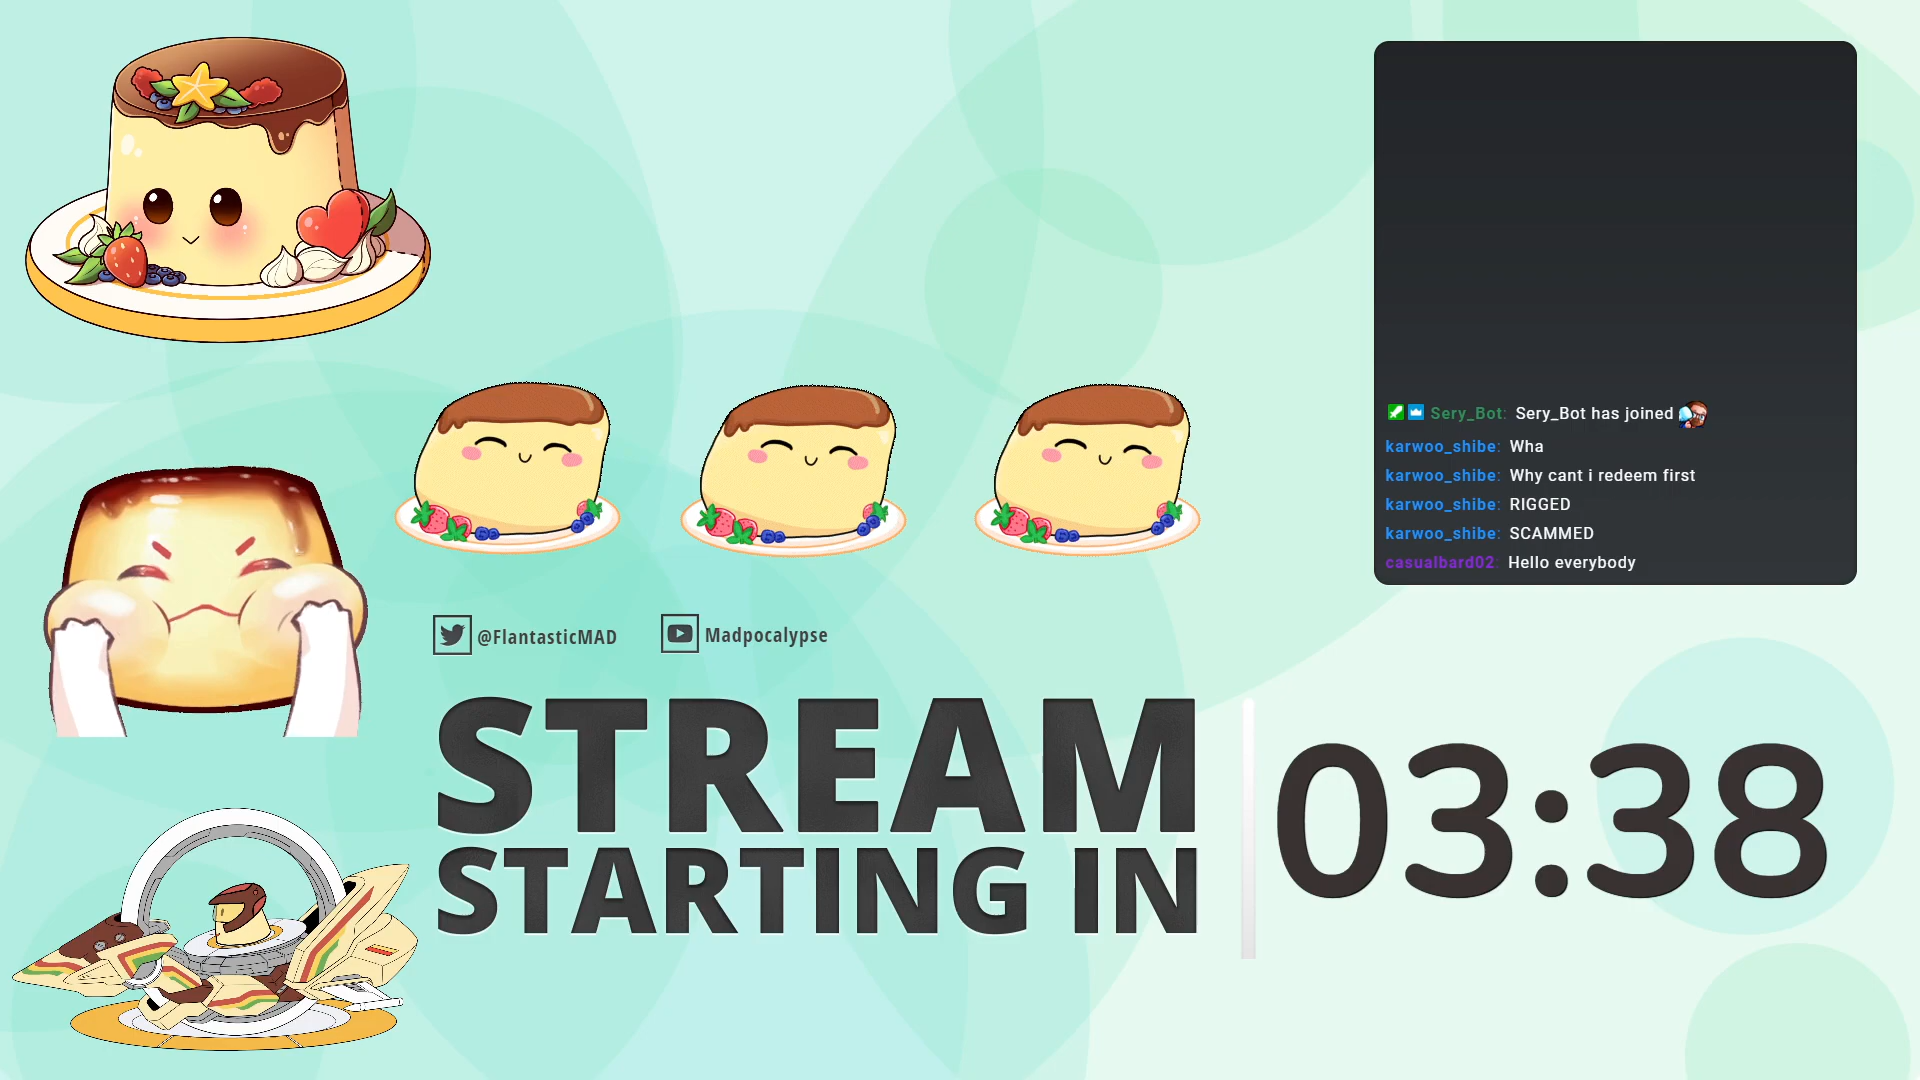 Sery_Bot: Sery_Bot has joined
karwoo_shibe: Wha
karwoo_shibe: Why cant i redeem first
karwoo_shibe: RIGGED
karwoo_shibe: SCAMMED
casualbard02: Hello everybody
@FlantasticMAD
Madpocalypse
STREAM
STARTING IN
03:38